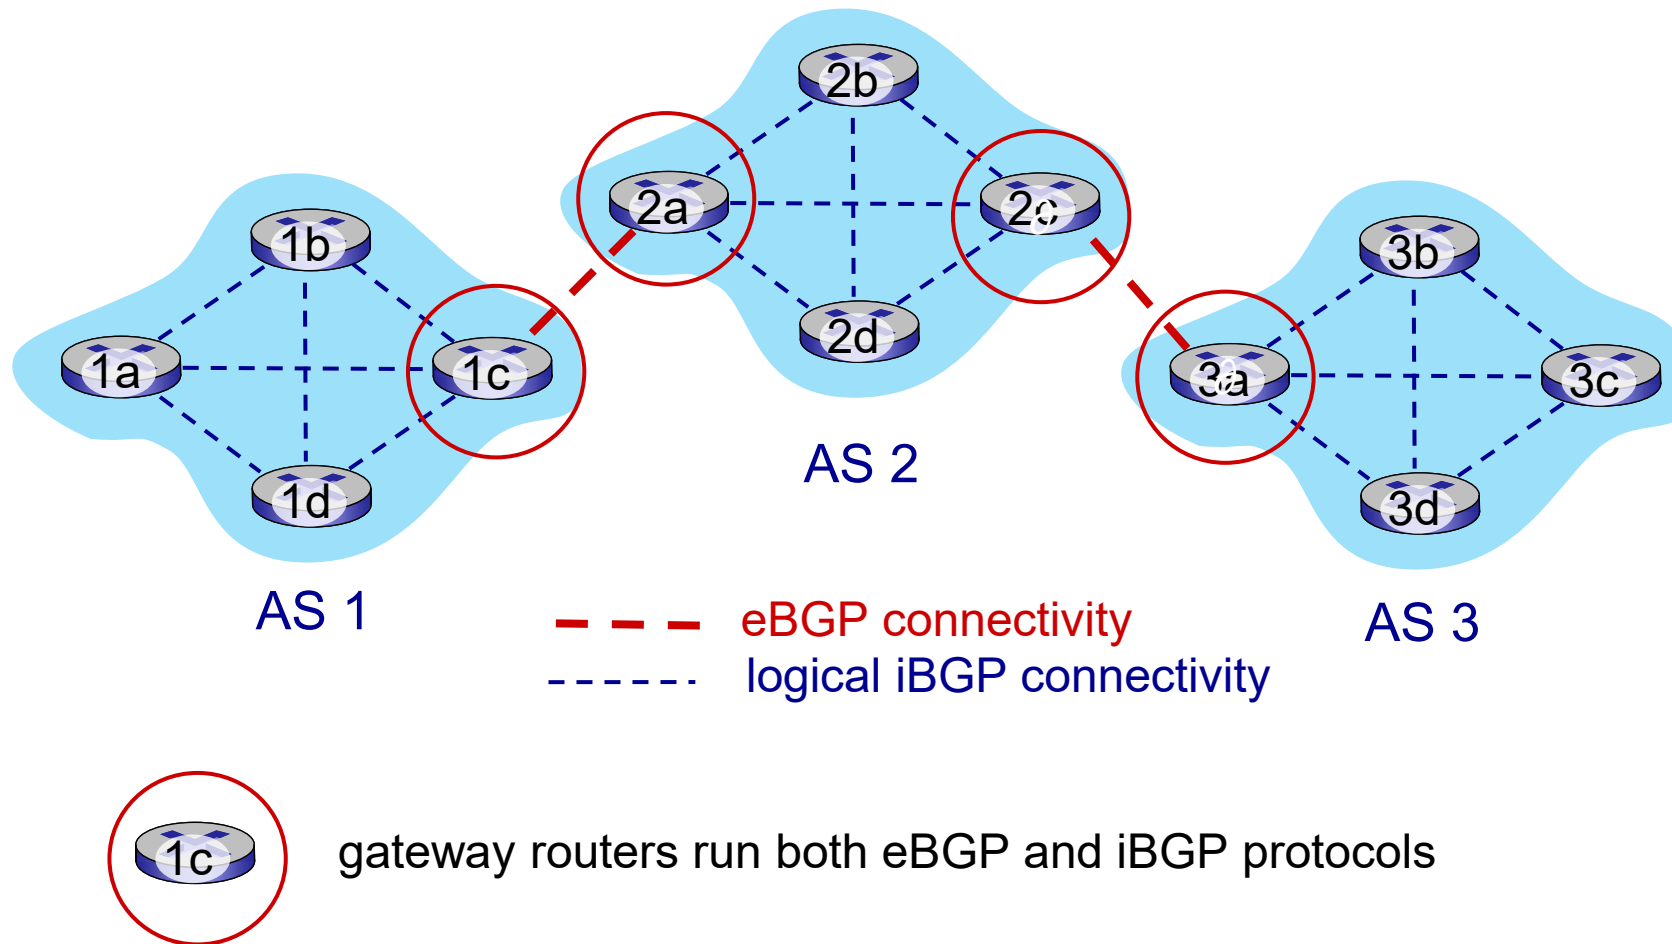 2b
2a
2c
1b
3b
2d
1a
1c
3a
3c
AS 2
1d
3d
AS 1
eBGP connectivity
AS 3
logical iBGP connectivity
1c
gateway routers run both eBGP and iBGP protocols